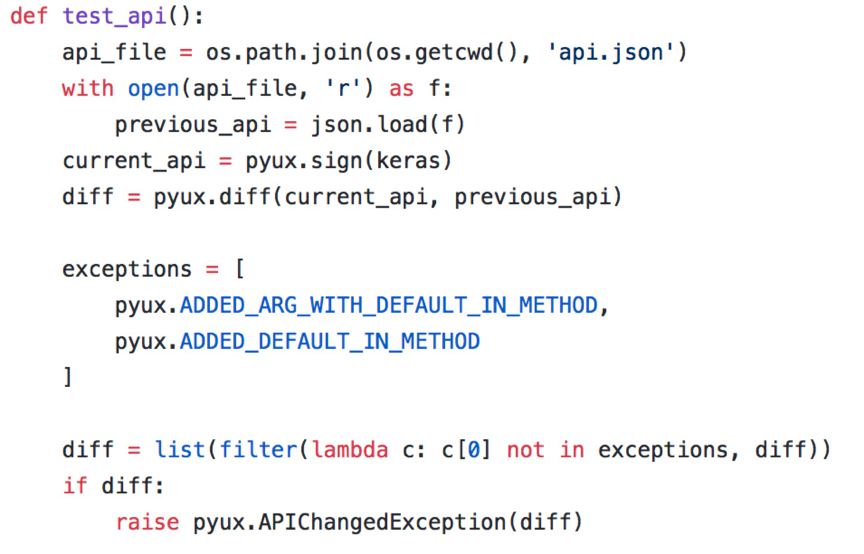 def test_api():
    api_file = os.path.join(os.getcwd(), 'api.json')
    with open(api_file, 'r') as f:
        previous_api = json.load(f)
    current_api = pyux.sign(keras)
    diff = pyux.diff(current_api, previous_api)

    exceptions = [
        pyux.ADDED_ARG_WITH_DEFAULT_IN_METHOD,
        pyux.ADDED_DEFAULT_IN_METHOD
    ]

    diff = list(filter(lambda c: c[0] not in exceptions, diff))
    if diff:
        raise pyux.APIChangedException(diff)